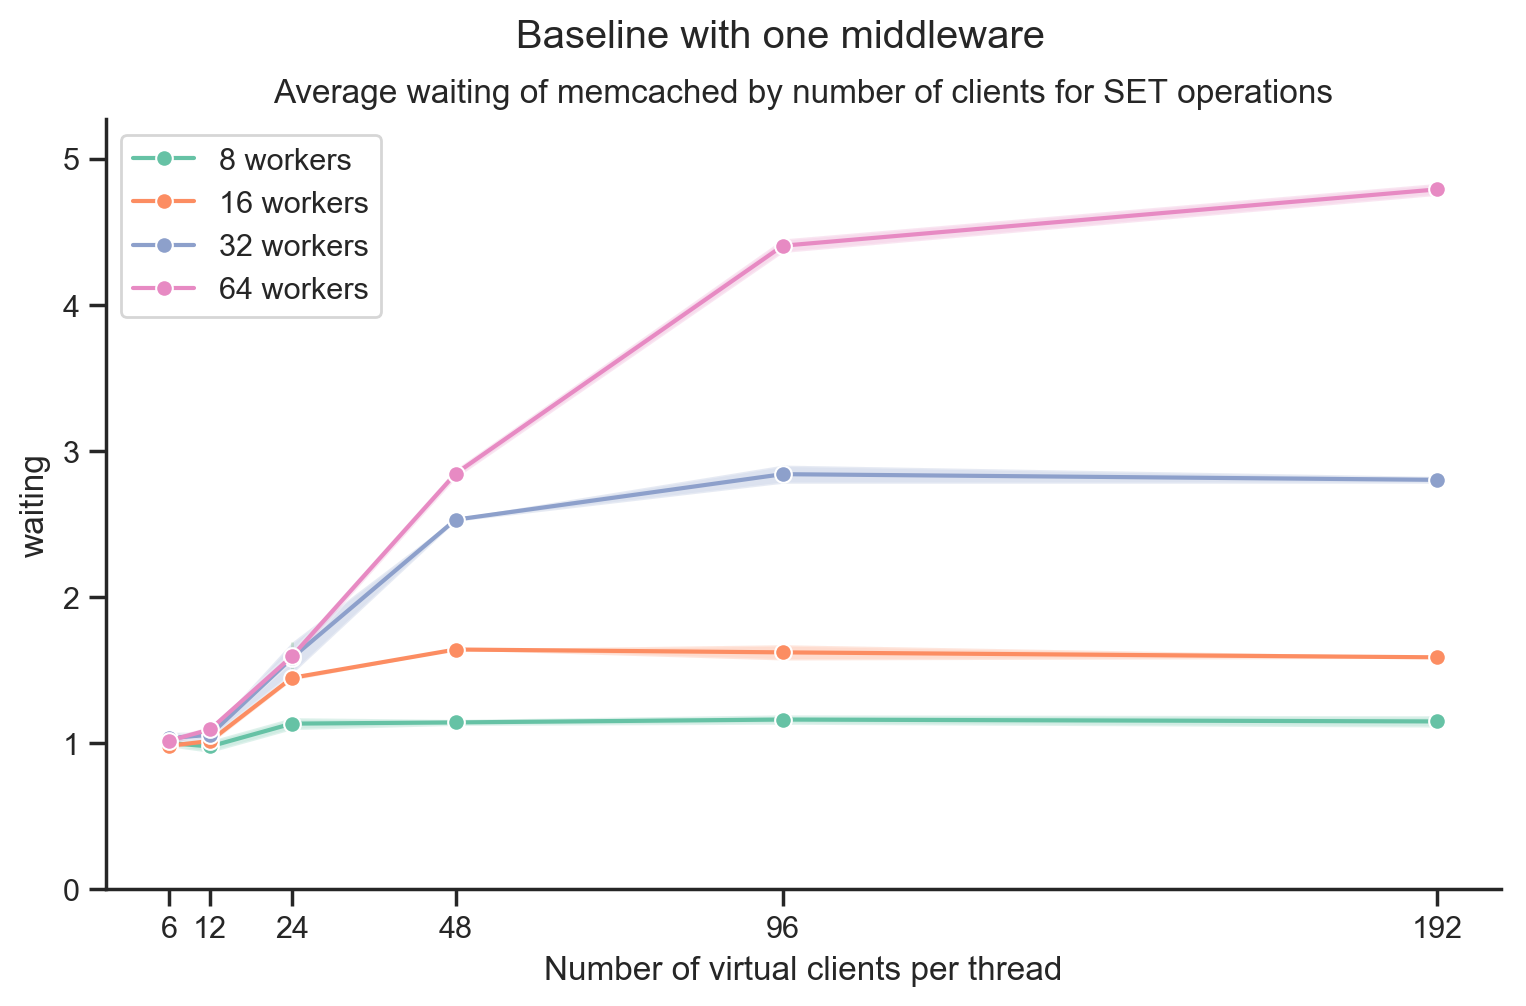 Baseline with one middleware
Average waiting of memcached by number of clients for SET operations
8 workers
16 workers
32 workers
64 workers
5
4
3
2
1
0
waiting
6 12 24 48 96 192
Number of virtual clients per thread